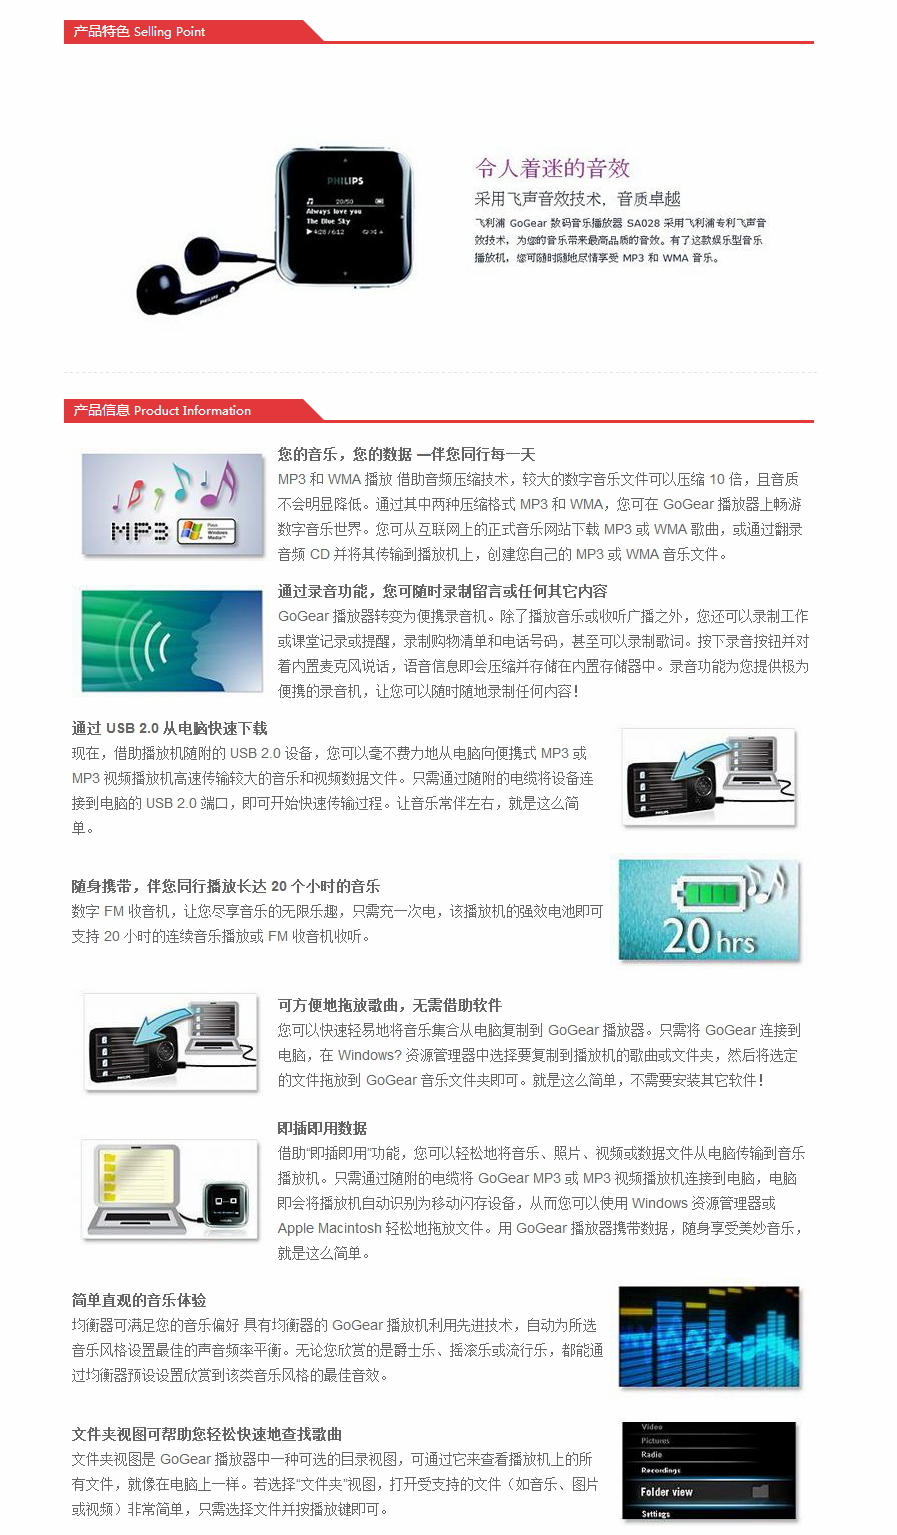 产品特色 Selling Point
PHILIPS
20/50
Always love you
The Blue Sky
4:28 / 6:12
PHILIPS
令人着迷的音效
采用飞声音效技术，音质卓越
飞利浦 GoGear 数码音乐播放器 SA028 采用飞利浦专利飞声音
效技术，为您的音乐带来最高品质的音效。有了这款娱乐型音乐
播放机，您可随时随地尽情享受 MP3 和 WMA 音乐。
产品信息 Product Information
MP3
Plays
Windows
Media™
您的音乐，您的数据 —伴您同行每一天
MP3 和 WMA 播放 借助音频压缩技术，较大的数字音乐文件可以压缩 10 倍，且音质
不会明显降低。通过其中两种压缩格式 MP3 和 WMA，您可在 GoGear 播放器上畅游
数字音乐世界。您可从互联网上的正式音乐网站下载 MP3 或 WMA 歌曲，或通过翻录
音频 CD 并将其传输到播放机上，创建您自己的 MP3 或 WMA 音乐文件。
通过录音功能，您可随时录制留言或任何其它内容
GoGear 播放器转变为便携录音机。除了播放音乐或收听广播之外，您还可以录制工作
或课堂记录或提醒，录制购物清单和电话号码，甚至可以录制歌词。按下录音按钮并对
着内置麦克风说话，语音信息即会压缩并存储在内置存储器中。录音功能为您提供极为
便携的录音机，让您可以随时随地录制任何内容！
通过 USB 2.0 从电脑快速下载
现在，借助播放机随附的 USB 2.0 设备，您可以毫不费力地从电脑向便携式 MP3 或
MP3 视频播放机高速传输较大的音乐和视频数据文件。只需通过随附的电缆将设备连
接到电脑的 USB 2.0 端口，即可开始快速传输过程。让音乐常伴左右，就是这么简
单。
PHILIPS
随身携带，伴您同行播放长达 20 个小时的音乐
数字 FM 收音机，让您尽享音乐的无限乐趣，只需充一次电，该播放机的强效电池即可
支持 20 小时的连续音乐播放或 FM 收音机收听。
20 hrs
PHILIPS
可方便地拖放歌曲，无需借助软件
您可以快速轻易地将音乐集合从电脑复制到 GoGear 播放器。只需将 GoGear 连接到
电脑，在 Windows? 资源管理器中选择要复制到播放机的歌曲或文件夹，然后将选定
的文件拖放到 GoGear 音乐文件夹即可。就是这么简单，不需要安装其它软件！
即插即用数据
借助“即插即用”功能，您可以轻松地将音乐、照片、视频或数据文件从电脑传输到音乐
播放机。只需通过随附的电缆将 GoGear MP3 或 MP3 视频播放机连接到电脑，电脑
即会将播放机自动识别为移动闪存设备，从而您可以使用 Windows 资源管理器或
Apple Macintosh 轻松地拖放文件。用 GoGear 播放器携带数据，随身享受美妙音乐，
就是这么简单。
简单直观的音乐体验
均衡器可满足您的音乐偏好 具有均衡器的 GoGear 播放机利用先进技术，自动为所选
音乐风格设置最佳的声音频率平衡。无论您欣赏的是爵士乐、摇滚乐或流行乐，都能通
过均衡器预设设置欣赏到该类音乐风格的最佳音效。
文件夹视图可帮助您轻松快速地查找歌曲
文件夹视图是 GoGear 播放器中一种可选的目录视图，可通过它来查看播放机上的所
有文件，就像在电脑上一样。若选择“文件夹”视图，打开受支持的文件（如音乐、图片
或视频）非常简单，只需选择文件并按播放键即可。
Video
Pictures
Radio
Recordings
Folder view
Settings